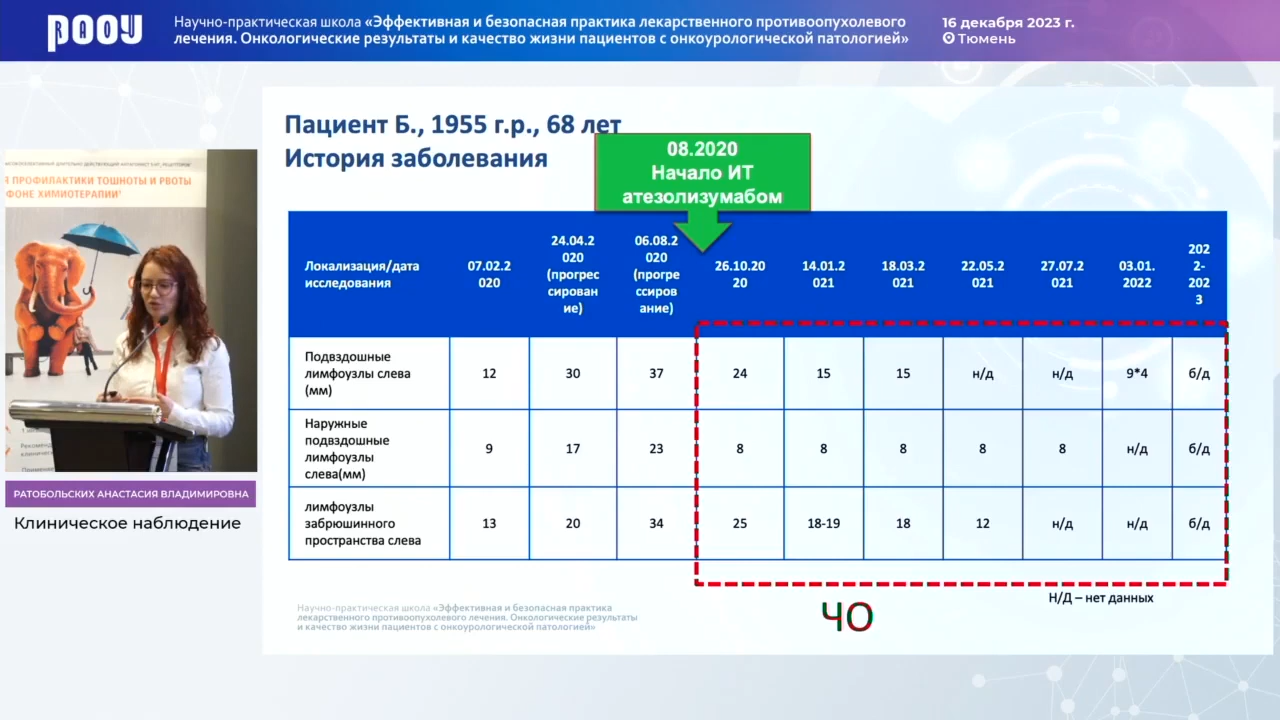 РООУ
RAOU
Научно-практическая школа «Эффективная и безопасная практика лекарственного противоопухолевого
лечения. Онкологические результаты и качество жизни пациентов с онкоурологической патологией»
16 декабря 2023 г.
Тюмень
Пациент Б., 1955 г.р., 68 лет
История заболевания
08.2020
Начало ИТ
атезолизумабом
Локализация/дата
исследования
07.02.2
020
24.04.2
020
(прогрес
сирован
ие)
06.08.2
020
(прогре
ссиров
ание)
26.10.20
20
14.01.2
021
18.03.2
021
22.05.2
021
27.07.2
021
03.01.
2022
202
2-
202
3
Подвздошные
лимфоузлы слева
(мм)
12
30
37
24
15
15
н/д
н/д
9*4
б/д
Наружные
подвздошные
лимфоузлы
слева(мм)
9
17
23
8
8
8
8
8
н/д
б/д
лимфоузлы
забрюшинного
пространства слева
13
20
34
25
18-19
18
12
н/д
н/д
б/д
Н/Д – нет данных
ЧО
Научно-практическая школа «Эффективная и безопасная практика
лекарственного противоопухолевого лечения. Онкологические результаты
и качество жизни пациентов с онкоурологической патологией»
Я ПРОФИЛАКТИКИ ТОШНОТЫ И РВОТЫ
ФОНЕ ХИМИОТЕРАПИИ
РАТОБОЛЬСКИХ АНАСТАСИЯ ВЛАДИМИРОВНА
Клиническое наблюдение